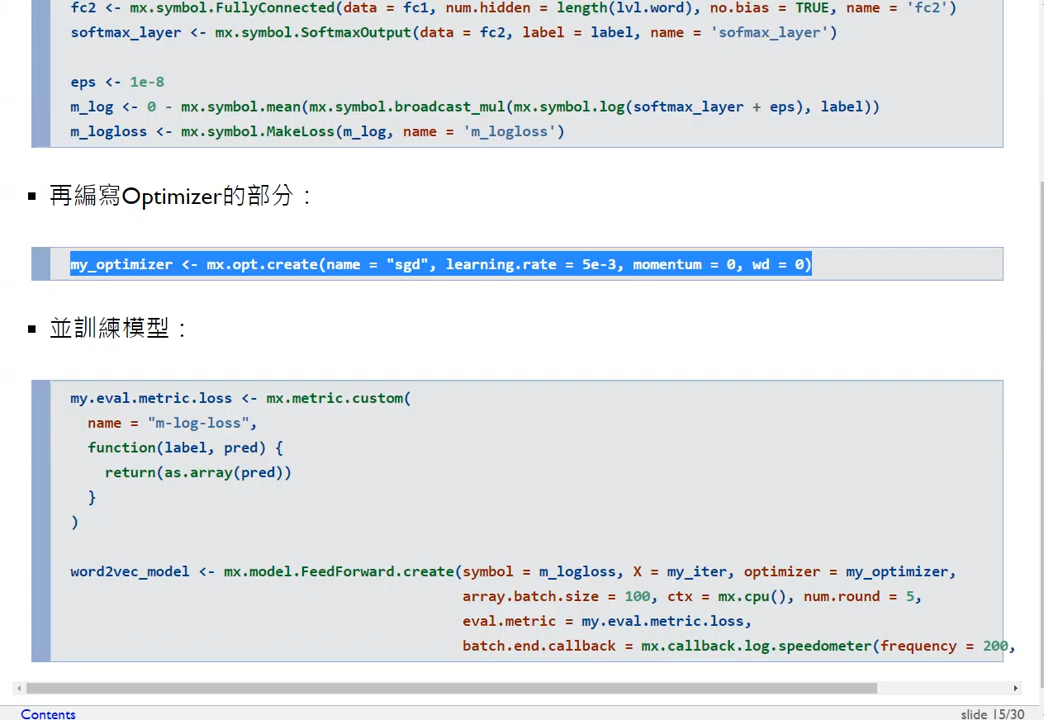 fc2 <- mx.symbol.FullyConnected(data = fc1, num.hidden = length(lvl.word), no.bias = TRUE, name = 'fc2')
softmax_layer <- mx.symbol.SoftmaxOutput(data = fc2, label = label, name = 'sofmax_layer')
eps <- 1e-8
m_log <- 0 - mx.symbol.mean(mx.symbol.broadcast_mul(mx.symbol.log(softmax_layer + eps), label))
m_logloss <- mx.symbol.MakeLoss(m_log, name = 'm_logloss')
▪ 再編寫Optimizer的部分：
my_optimizer <- mx.opt.create(name = "sgd", learning.rate = 5e-3, momentum = 0, wd = 0)
▪ 並訓練模型：
my.eval.metric.loss <- mx.metric.custom(
name = "m-log-loss",
function(label, pred) {
return(as.array(pred))
}
)
word2vec_model <- mx.model.FeedForward.create(symbol = m_logloss, X = my_iter, optimizer = my_optimizer,
array.batch.size = 100, ctx = mx.cpu(), num.round = 5,
eval.metric = my.eval.metric.loss,
batch.end.callback = mx.callback.log.speedometer(frequency = 200,
Contents
slide 15/30